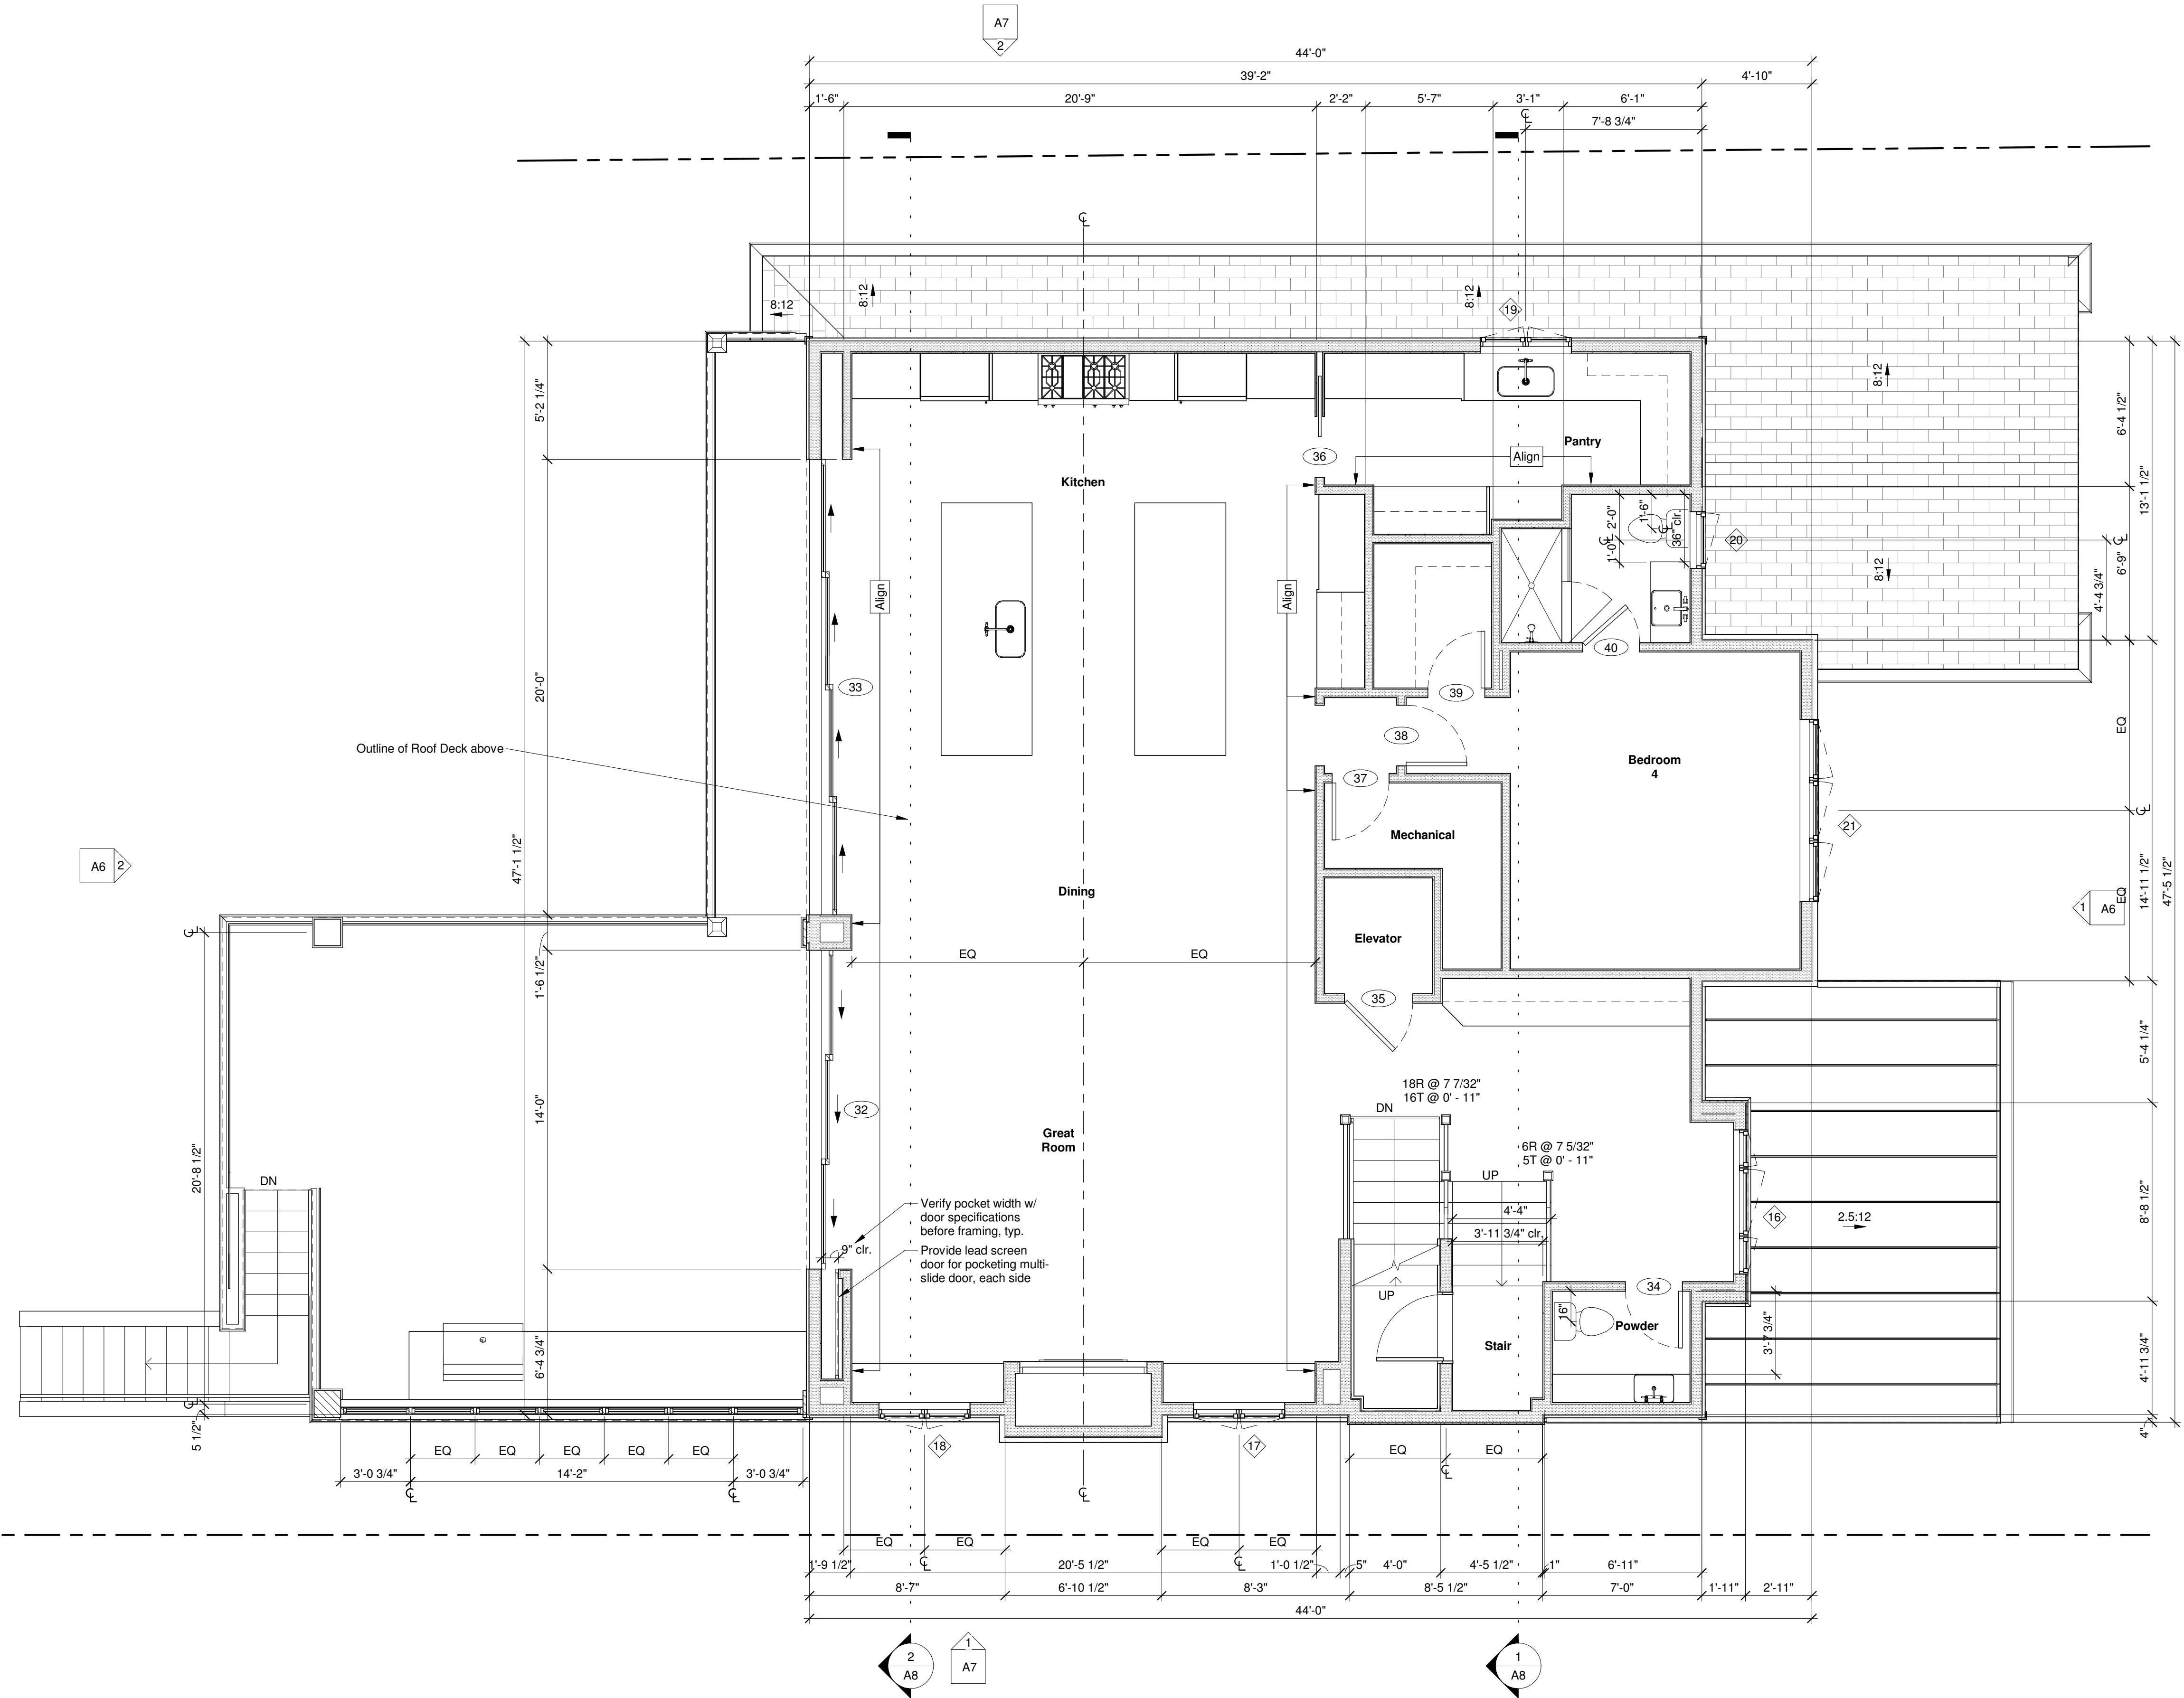 A7
2
44'-0"
39'-2"
4'-10"
1'-6"
20'-9"
2'-2"
5'-7"
3'-1"
6'-1"
7'-8 3/4"
8:12
8:12
8:12
19
5'-2 1/4"
8:12
6'-4 1/2"
Pantry
36
Align
Kitchen
13'-1 1/2"
1'-6"
2'-0"
36" clr.
1'-0"
20
6'-9"
8:12
4'-4 3/4"
Align
Align
20'-0"
40
33
39
EQ
38
Outline of Roof Deck above
Bedroom
4
37
21
Mechanical
47'-1 1/2"
A6
2
Dining
EQ
14'-11 1/2"
47'-5 1/2"
1
A6
Elevator
EQ
EQ
1'-6 1/2"
35
5'-4 1/4"
18R @ 7 7/32"
16T @ 0' - 11"
DN
32
14'-0"
Great
Room
6R @ 7 5/32"
5T @ 0' - 11"
20'-8 1/2"
DN
UP
Verify pocket width w/
door specifications
before framing, typ.
4'-4"
16
2.5:12
8'-8 1/2"
3'-11 3/4" clr.
9" clr.
Provide lead screen
door for pocketing multi-
slide door, each side
34
UP
16"
Powder
3'-7 3/4"
Stair
6'-4 3/4"
4'-11 3/4"
5 1/2"
4"
18
17
EQ
EQ
EQ
EQ
EQ
EQ
EQ
3'-0 3/4"
14'-2"
3'-0 3/4"
EQ
EQ
EQ
EQ
1'-9 1/2"
20'-5 1/2"
1'-0 1/2"
5"
4'-0"
4'-5 1/2"
1"
6'-11"
8'-7"
6'-10 1/2"
8'-3"
8'-5 1/2"
7'-0"
1'-11"
2'-11"
44'-0"
2
A8
1
A7
1
A8